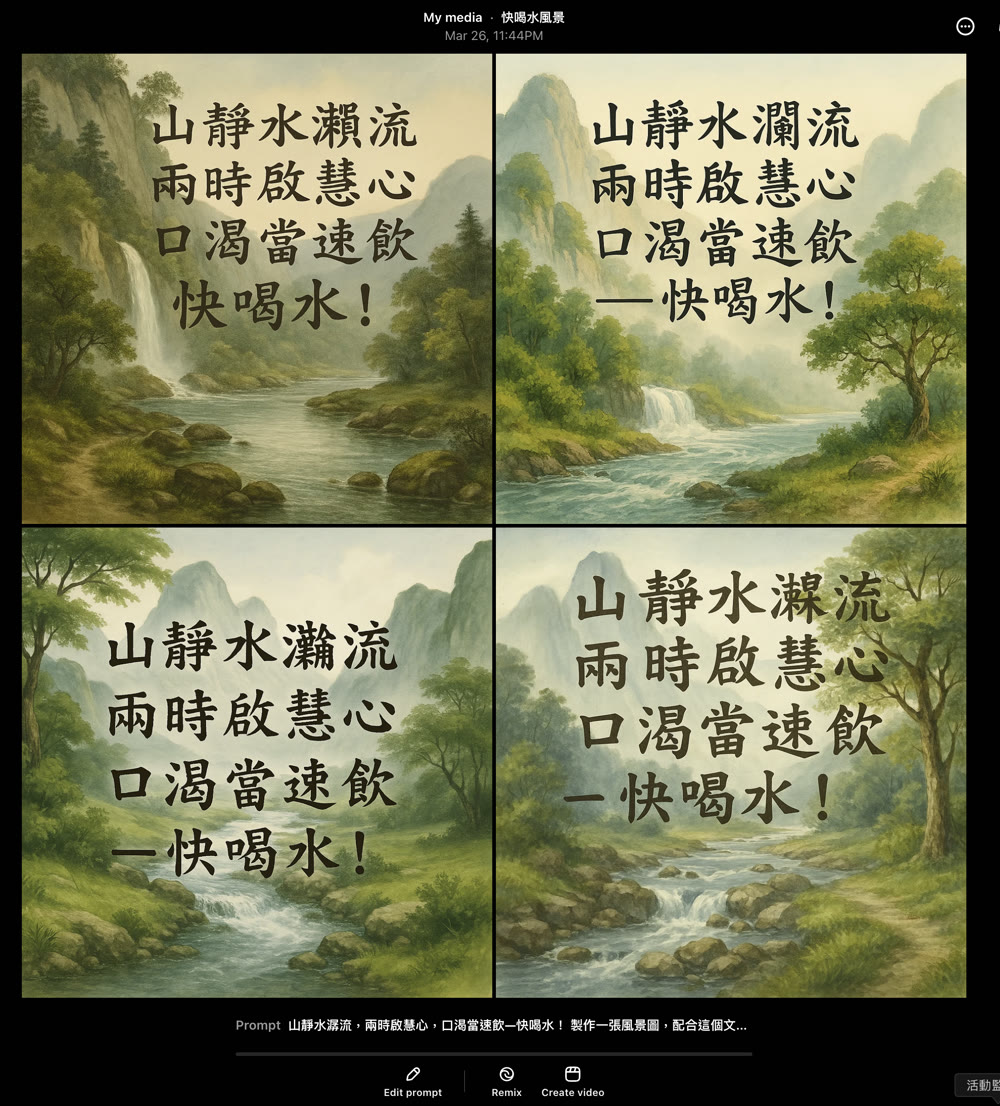 My media · 快喝水風景
Mar 26, 11:44PM
山靜水瀨流
兩時啟慧心
口渴當速飲
快喝水！
山靜水瀾流
兩時啟慧心
口渴當速飲
—快喝水！
山靜水流
兩時啟慧心
口渴當速飲
—快喝水！
山靜水流
兩時啟慧心
口渴當速飲
—快喝水！
Prompt 山靜水潺流，兩時啟慧心，口渴當速飲—快喝水！ 製作一張風景圖，配合這個文...
Edit prompt
Remix
Create video
活動